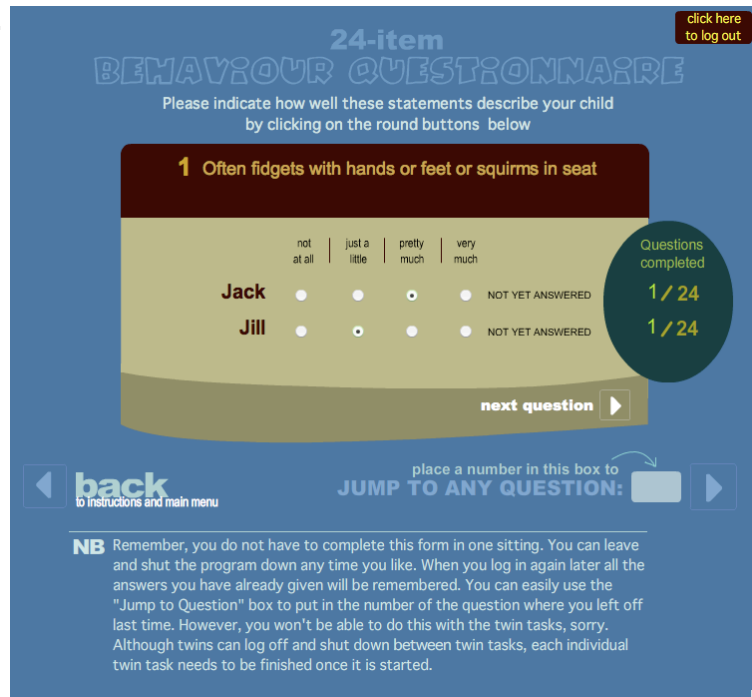 click here
to log out
24-item
BEHAVIOUR QUESTIONNAIRE
Please indicate how well these statements describe your child
by clicking on the round buttons below
1 Often fidgets with hands or feet or squirms in seat
not at all | just a little | pretty much | very much
Questions
completed
Jack NOT YET ANSWERED 1/24
Jill NOT YET ANSWERED 1/24
next question
back
to instructions and main menu
place a number in this box to
JUMP TO ANY QUESTION:
NB Remember, you do not have to complete this form in one sitting. You can leave
and shut the program down any time you like. When you log in again later all the
answers you have already given will be remembered. You can easily use the
"Jump to Question" box to put in the number of the question where you left off
last time. However, you won't be able to do this with the twin tasks, sorry.
Although twins can log off and shut down between twin tasks, each individual
twin task needs to be finished once it is started.